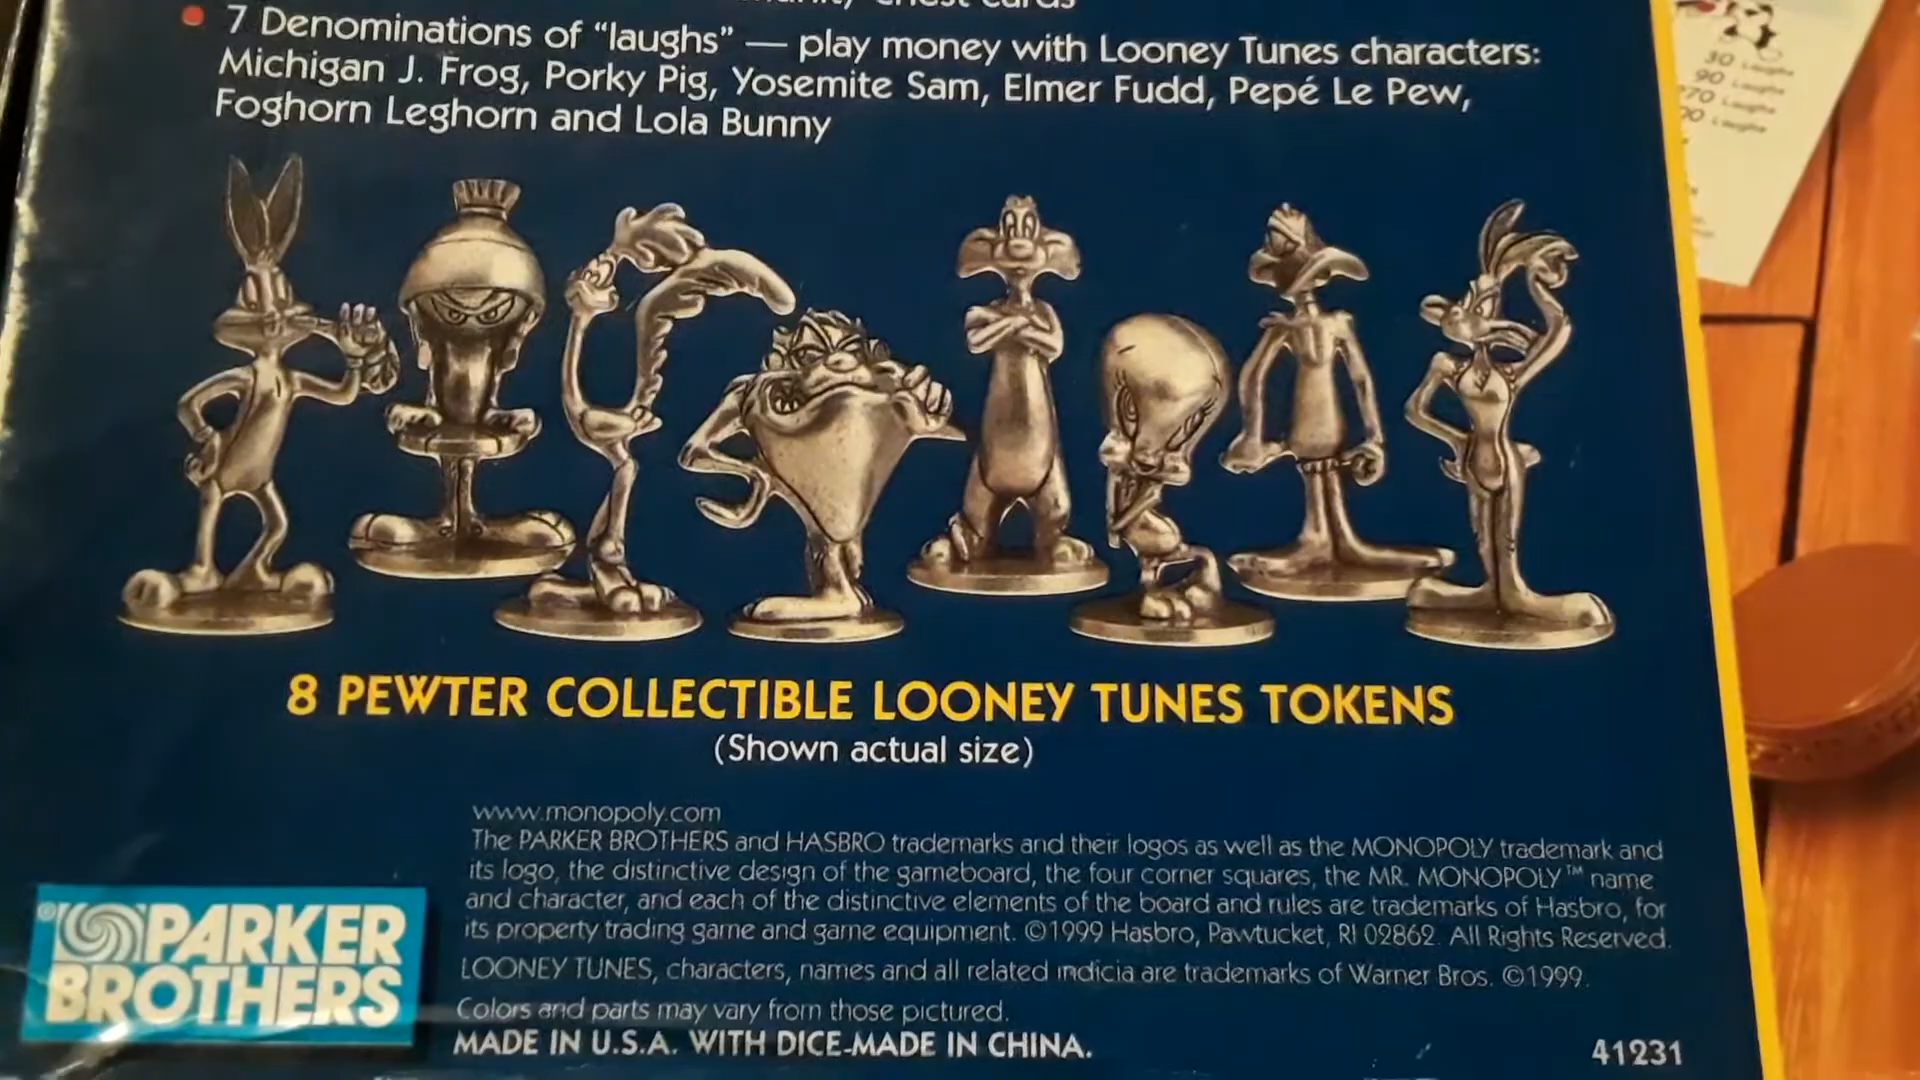 • 7 Denominations of “laughs” — play money with Looney Tunes characters:
Michigan J. Frog, Porky Pig, Yosemite Sam, Elmer Fudd, Pepé Le Pew,
Foghorn Leghorn and Lola Bunny
8 PEWTER COLLECTIBLE LOONEY TUNES TOKENS
(Shown actual size)
www.monopoly.com
The PARKER BROTHERS and HASBRO trademarks and their logos as well as the MONOPOLY trademark and
its logo, the distinctive design of the gameboard, the four corner squares, the MR. MONOPOLY™ name
and character, and each of the distinctive elements of the board and rules are trademarks of Hasbro, for
its property trading game and game equipment. ©1999 Hasbro, Pawtucket, RI 02862. All Rights Reserved.
LOONEY TUNES, characters, names and all related indicia are trademarks of Warner Bros. ©1999.
Colors and parts may vary from those pictured.
MADE IN U.S.A. WITH DICE-MADE IN CHINA.
41231
®PARKER
BROTHERS
30 Laughs
90 Laughs
70 Laughs
Laughs